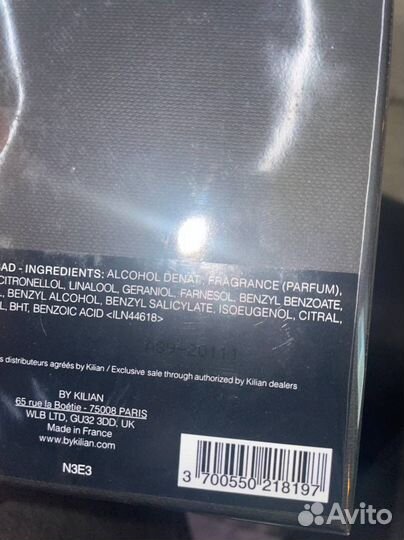 BAD - INGREDIENTS: ALCOHOL DENAT., FRAGRANCE (PARFUM),
CITRONELLOL, LINALOOL, GERANIOL, FARNESOL, BENZYL BENZOATE,
BENZYL ALCOHOL, BENZYL SALICYLATE, ISOEUGENOL, CITRAL,
BHT, BENZOIC ACID <ILN44618>
s distributeurs agréés by Kilian / Exclusive sale through authorized by Kilian dealers
BY KILIAN
65 rue la Boëtie - 75008 PARIS
WLB LTD, GU32 3DD, UK
Made in France
www.bykilian.com
N3E3
3 700550 218197
Avito